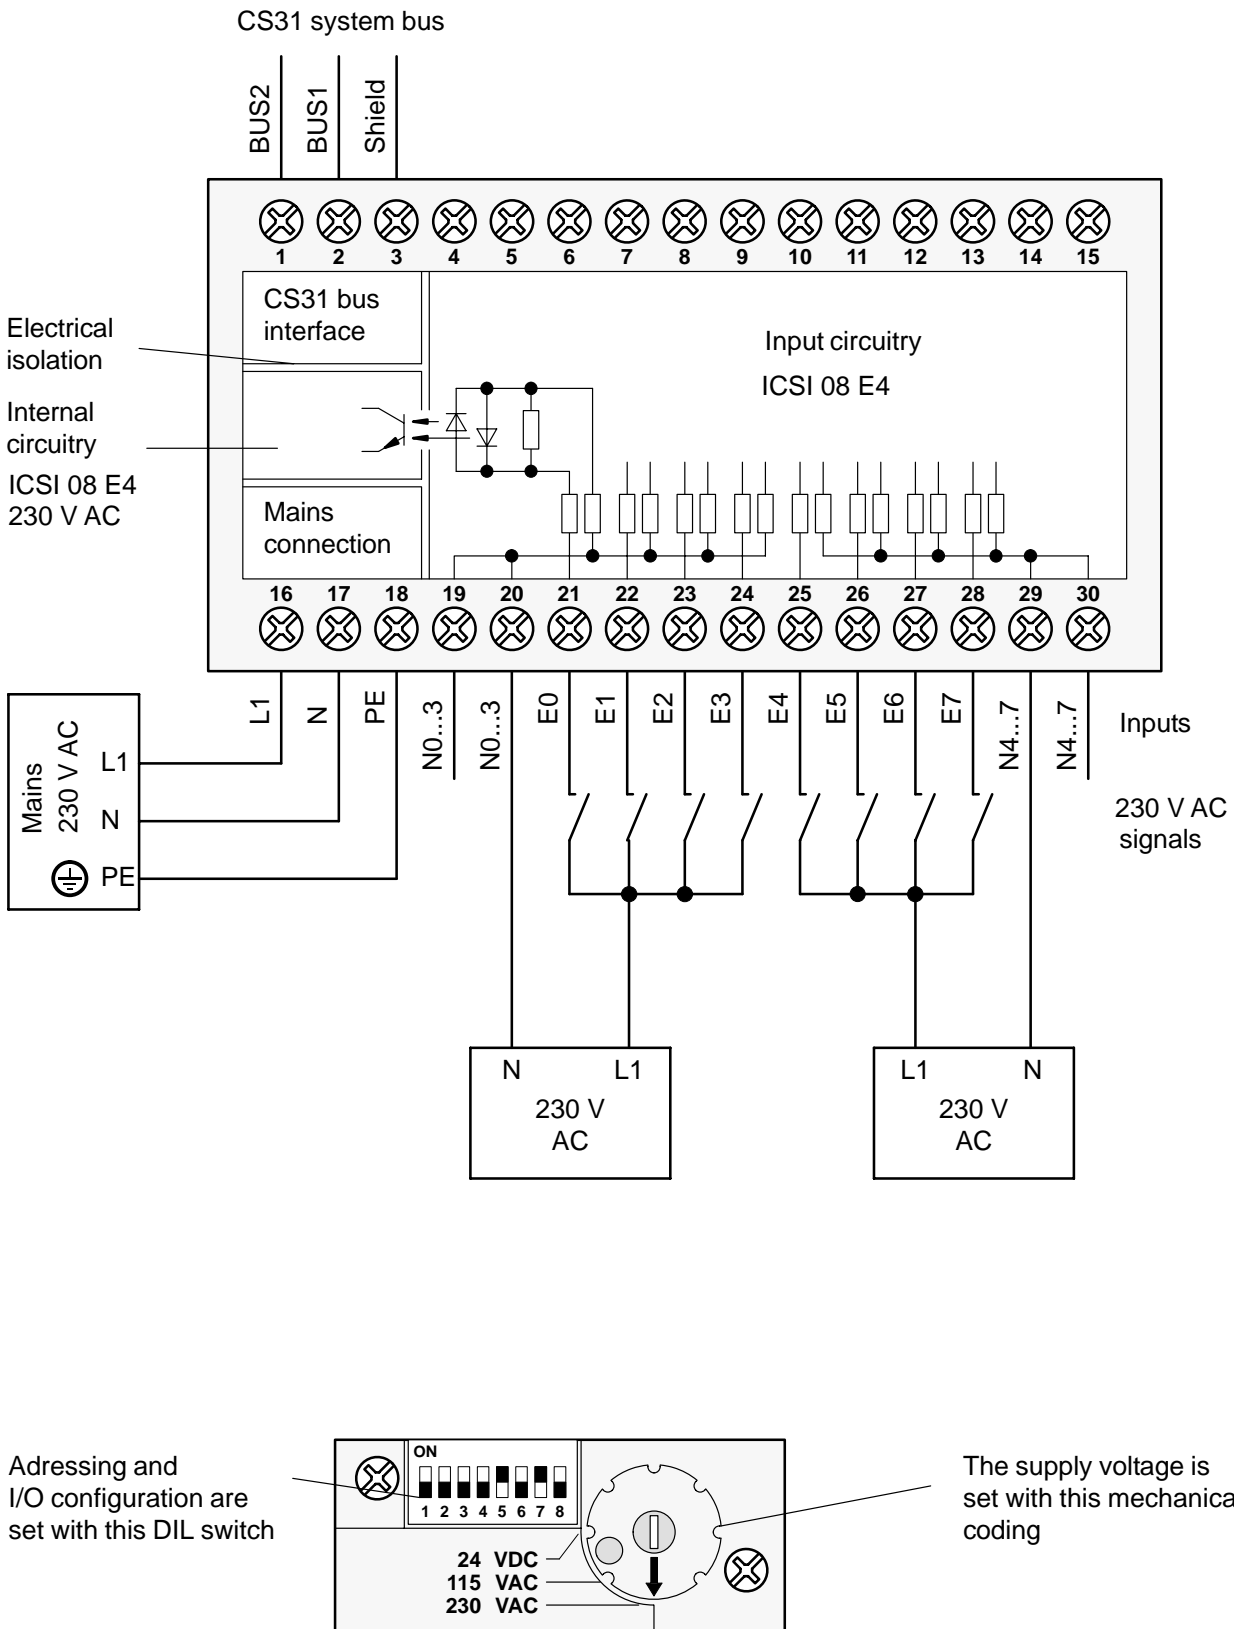 CS31 system bus
BUS2
BUS1
Shield
1 2 3 4 5 6 7 8 9 10 11 12 13 14 15
CS31 bus
interface
Electrical
isolation
Input circuitry
ICSI 08 E4
Internal
circuitry
ICSI 08 E4
230 V AC
Mains
connection
16 17 18 19 20 21 22 23 24 25 26 27 28 29 30
L1 N PE N0...3 N0...3 E0 E1 E2 E3 E4 E5 E6 E7 N4...7 N4...7
Inputs
230 V AC
signals
Mains
230 V AC
L1
N
PE
N L1
230 V
AC
L1 N
230 V
AC
Adressing and
I/O configuration are
set with this DIL switch
ON
1 2 3 4 5 6 7 8
24 VDC
115 VAC
230 VAC
The supply voltage is
set with this mechanica
coding